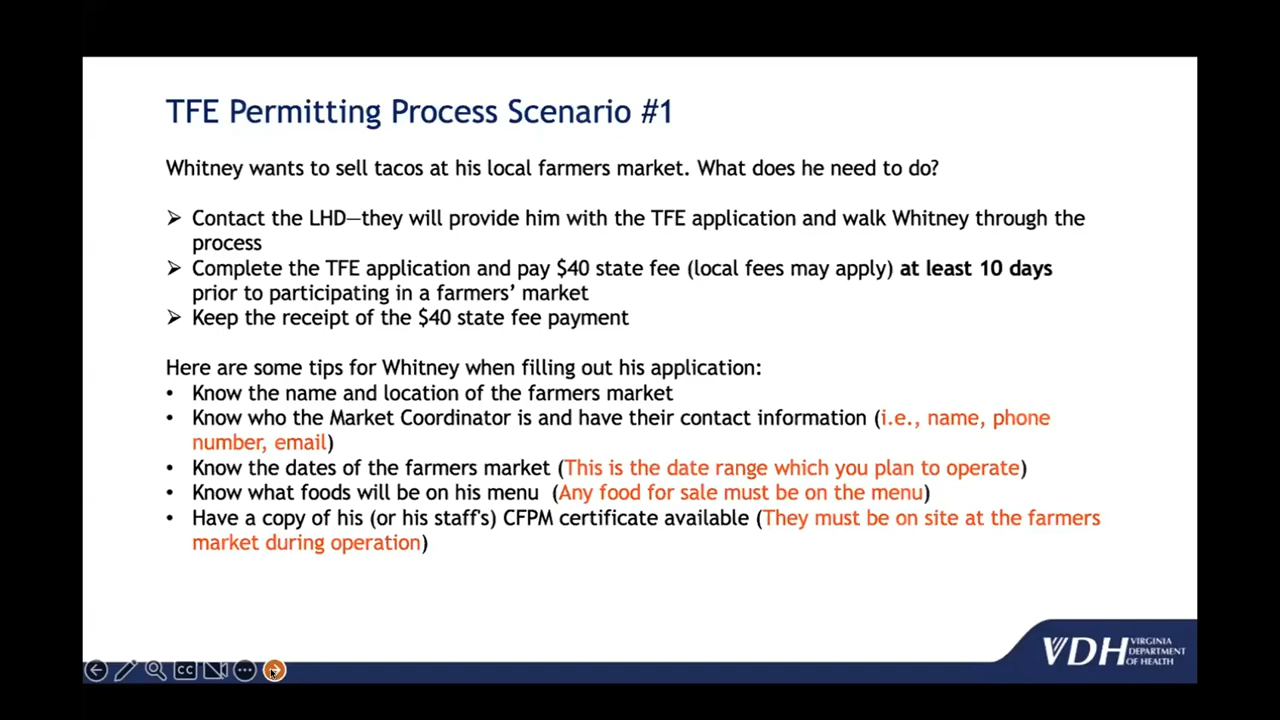 TFE Permitting Process Scenario #1
Whitney wants to sell tacos at his local farmers market. What does he need to do?
➢ Contact the LHD—they will provide him with the TFE application and walk Whitney through the
process
➢ Complete the TFE application and pay $40 state fee (local fees may apply) at least 10 days
prior to participating in a farmers’ market
➢ Keep the receipt of the $40 state fee payment
Here are some tips for Whitney when filling out his application:
• Know the name and location of the farmers market
• Know who the Market Coordinator is and have their contact information (i.e., name, phone
number, email)
• Know the dates of the farmers market (This is the date range which you plan to operate)
• Know what foods will be on his menu (Any food for sale must be on the menu)
• Have a copy of his (or his staff's) CFPM certificate available (They must be on site at the farmers
market during operation)
CC
VDH
VIRGINIA
DEPARTMENT
OF HEALTH